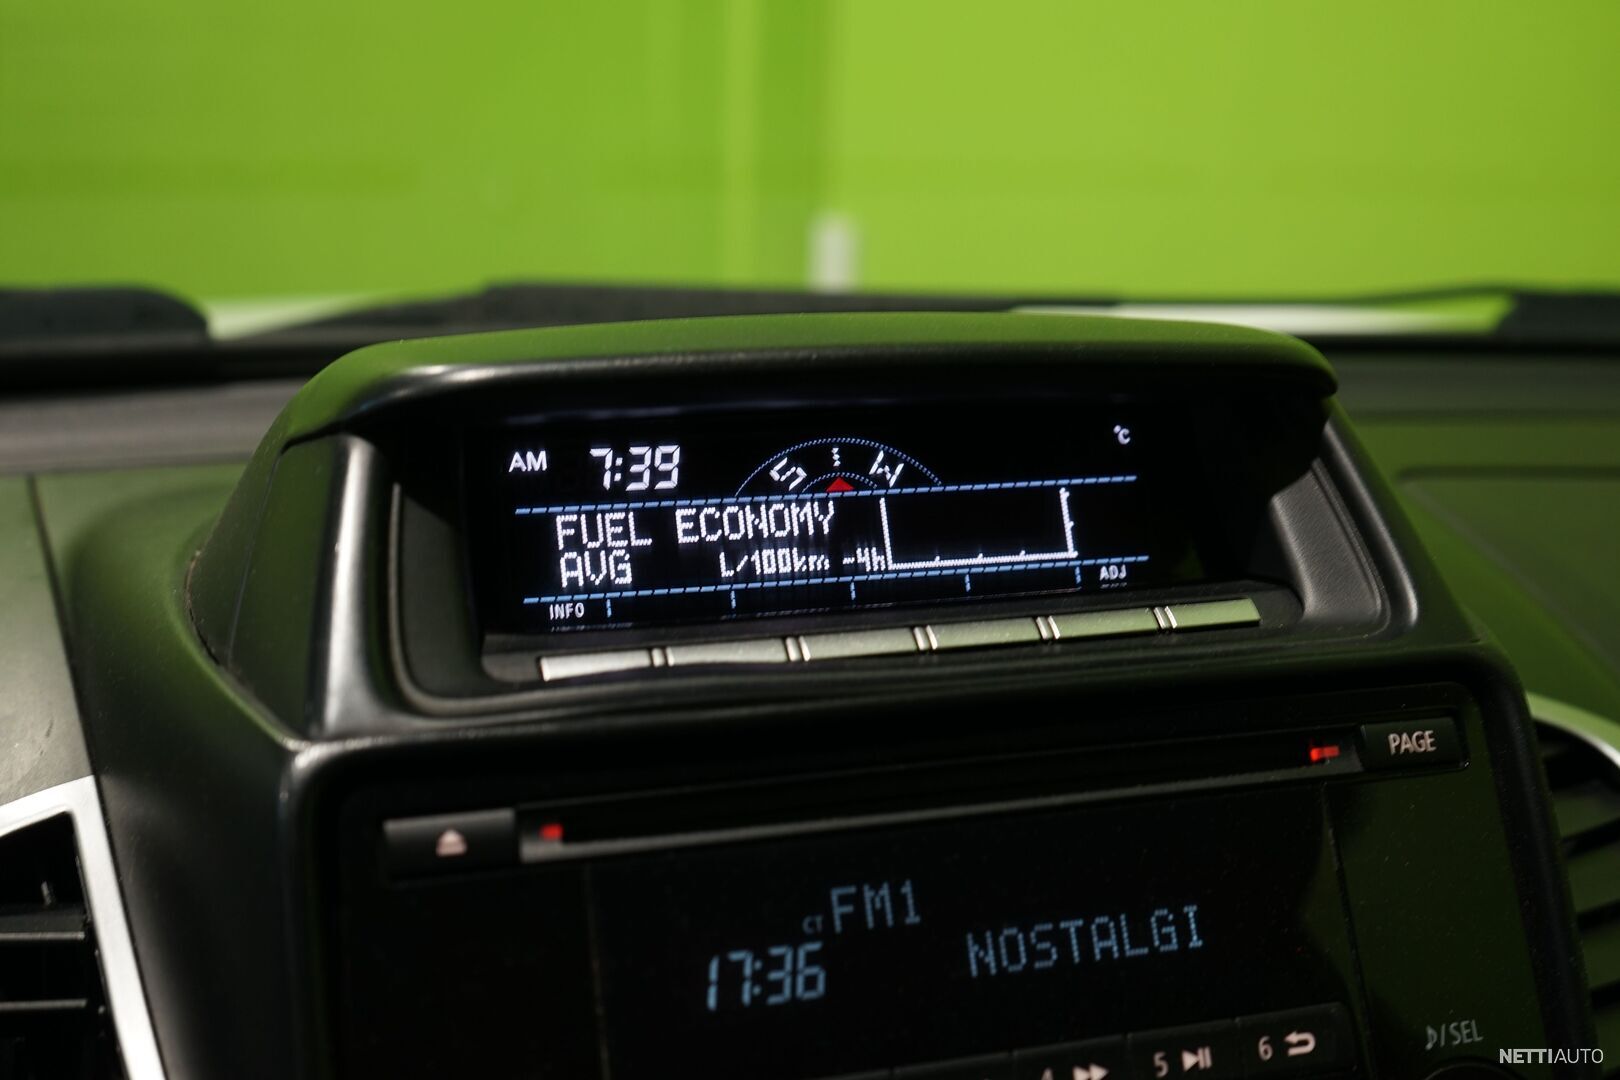 AM 7:39 S W °C
FUEL ECONOMY
AVG L/100km -4h
INFO ADJ
PAGE
FM1
17:36 NOSTALGI
♪/SEL
4 5 6
NETTIAUTO